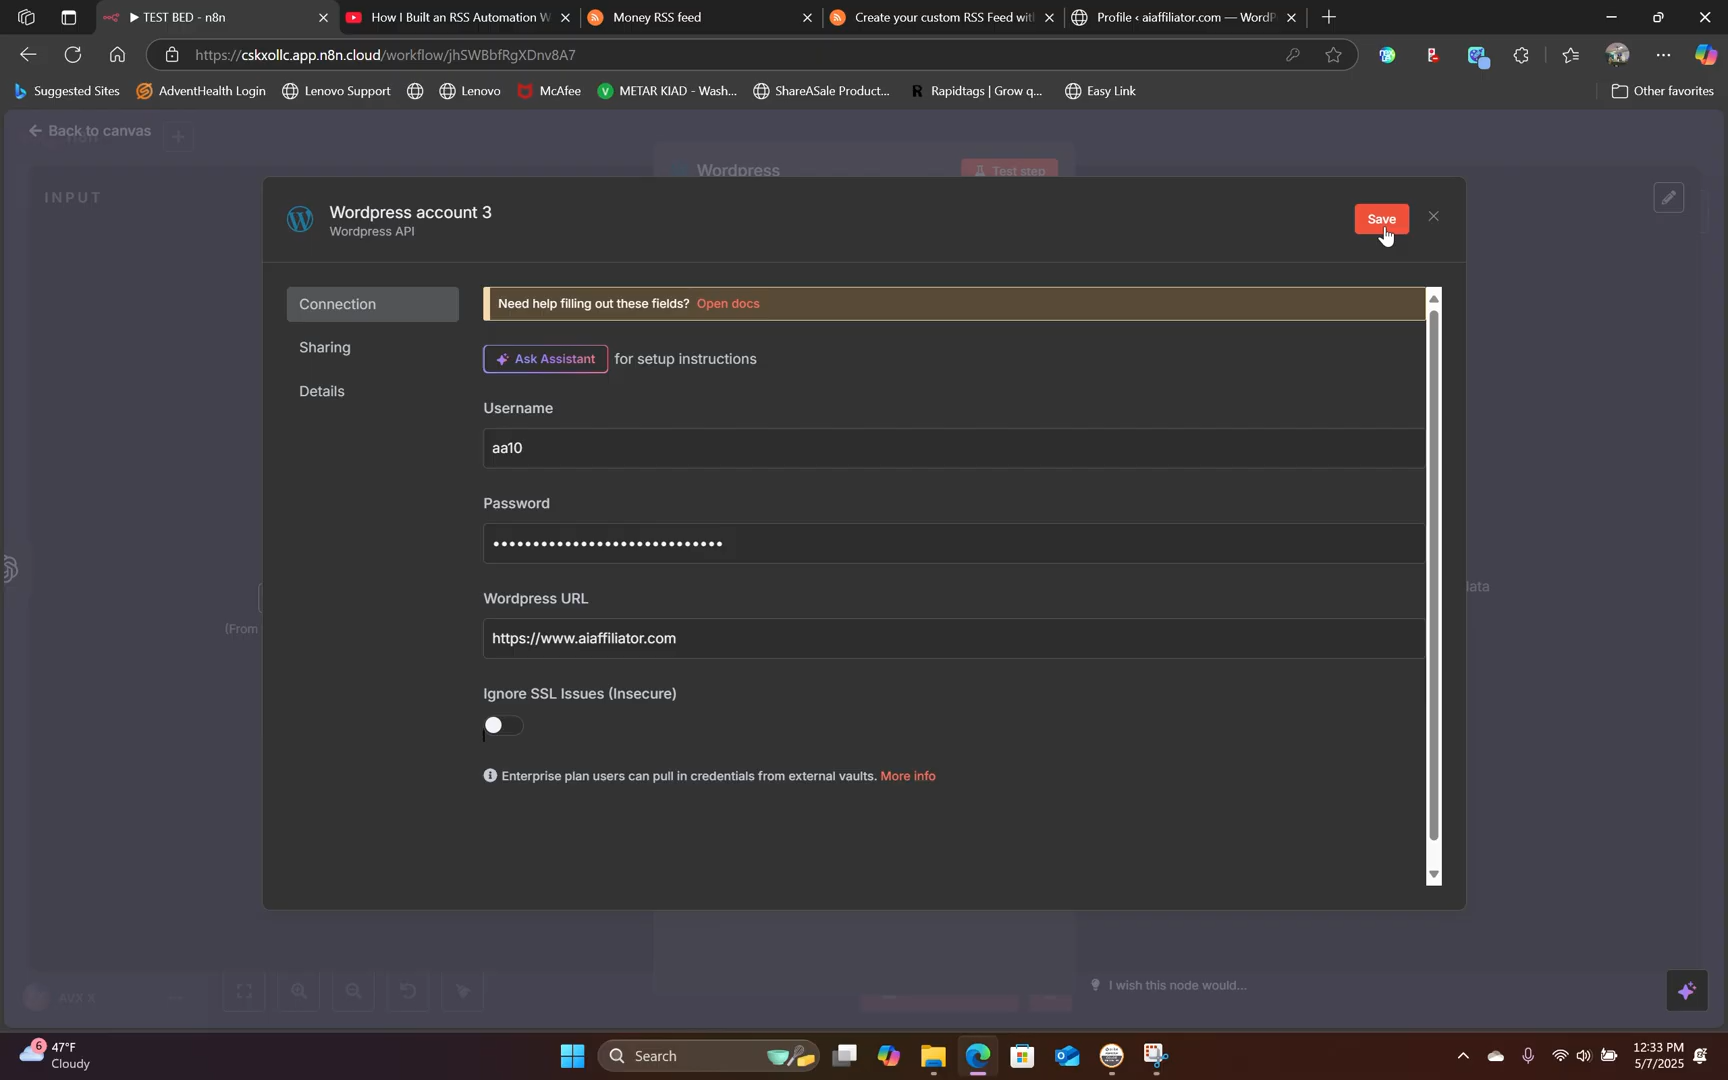 TEST BED - n8n
How I Built an RSS Automation W
Money RSS feed
Create your custom RSS Feed wit
Profile ‹ aiaffiliator.com — WordP
https://cskxollc.app.n8n.cloud/workflow/jhSWBbfRgXDnv8A7
Suggested Sites
AdventHealth Login
Lenovo Support
Lenovo
McAfee
METAR KIAD - Wash...
ShareASale Product...
Rapidtags | Grow q...
Easy Link
Other favorites
Back to canvas
Wordpress
Test step
INPUT
Wordpress account 3
Wordpress API
Save
Connection
Sharing
Details
Need help filling out these fields? Open docs
Ask Assistant for setup instructions
Username
aa10
Password
•••••••••••••••••••••••••••••
Wordpress URL
https://www.aiaffiliator.com
Ignore SSL Issues (Insecure)
Enterprise plan users can pull in credentials from external vaults. More info
(From
data
I wish this node would...
AVX X
6
47°F
Cloudy
Search
12:33 PM
5/7/2025